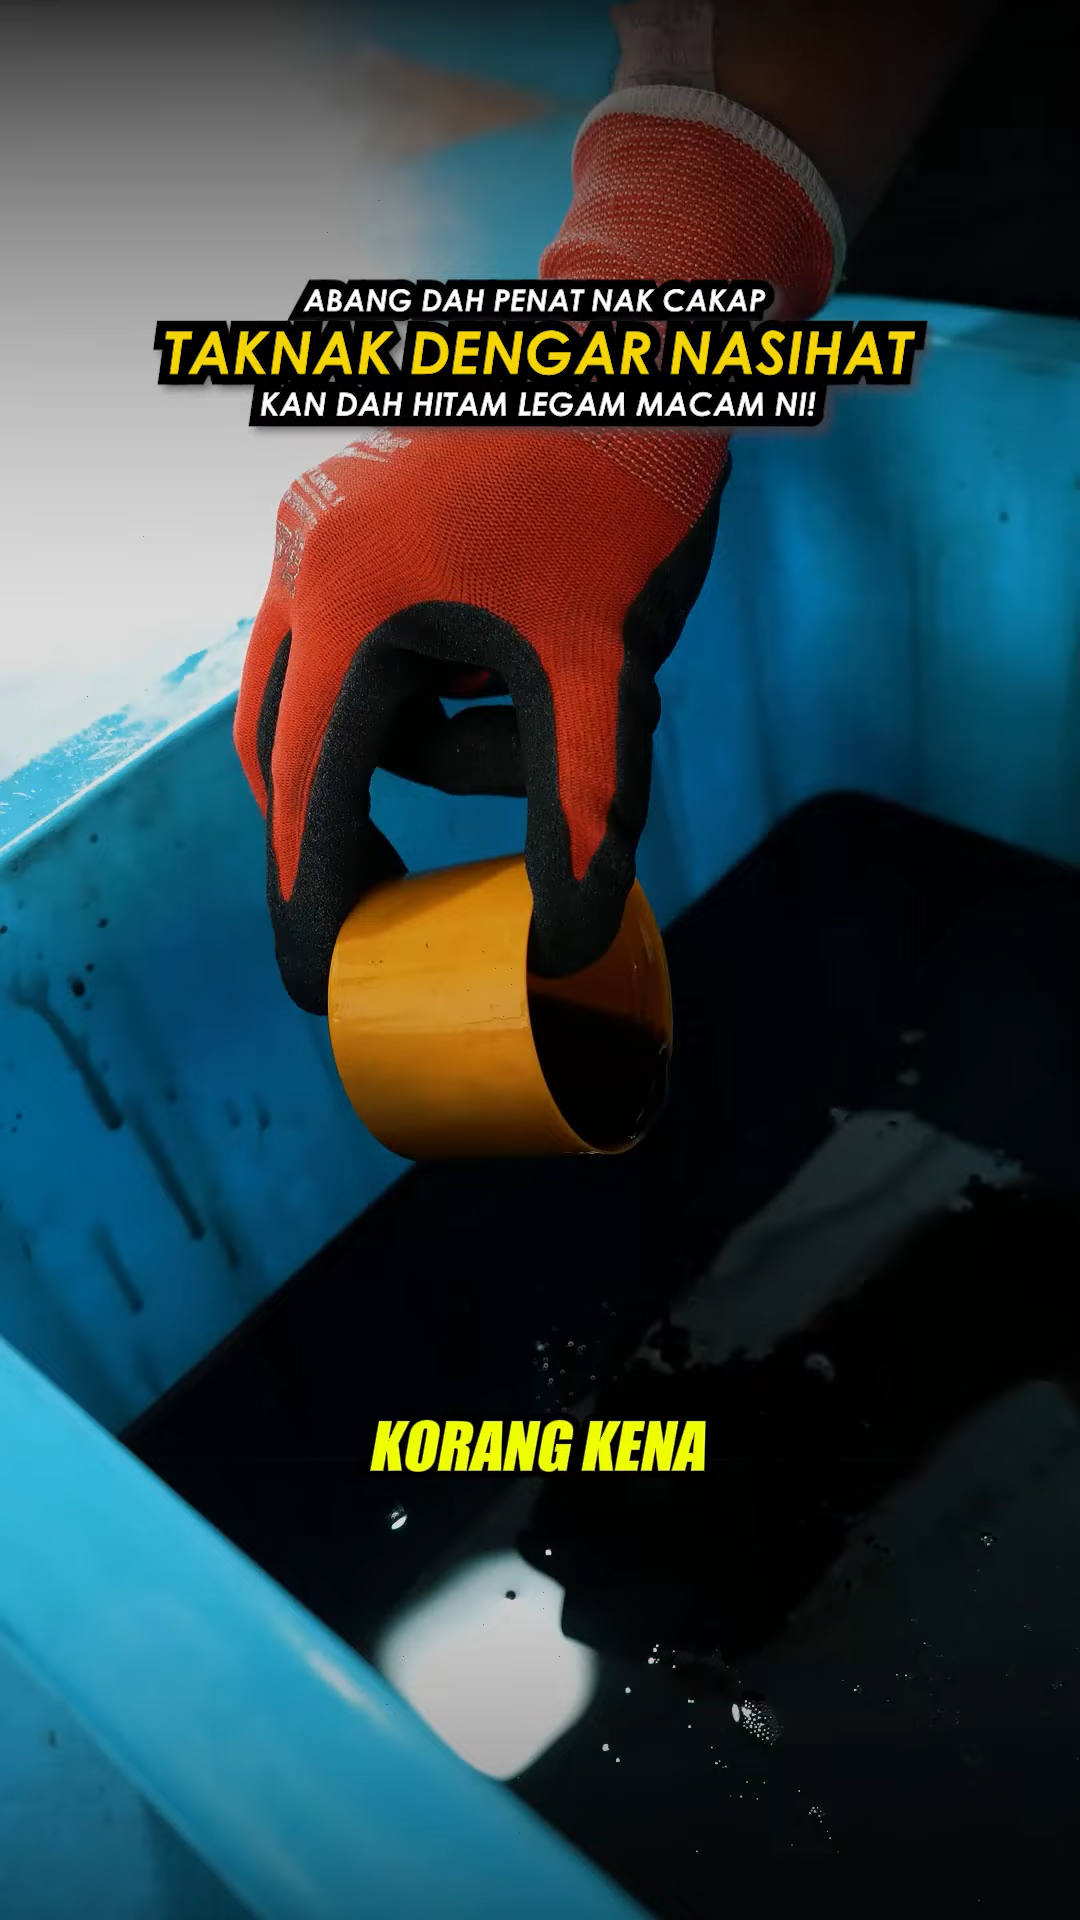 ABANG DAH PENAT NAK CAKAP
TAKNAK DENGAR NASIHAT
KAN DAH HITAM LEGAM MACAM NI!
KORANG KENA